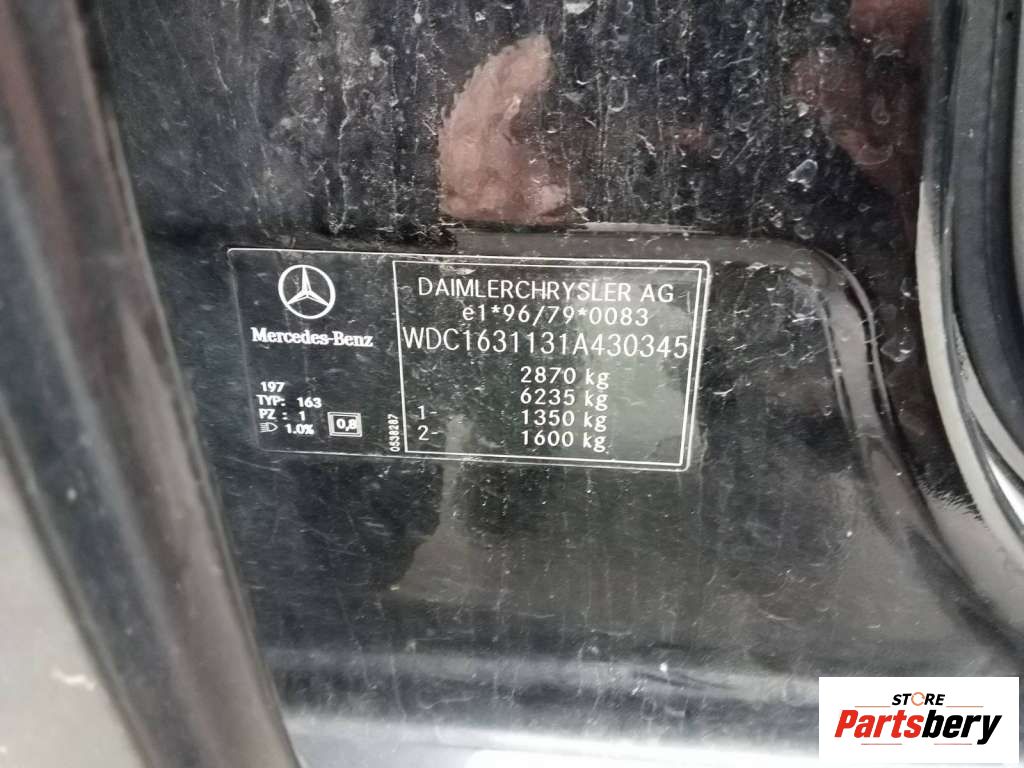 Mercedes-Benz
197
TYP: 163
PZ : 1
1.0% 0,8
0538287
DAIMLERCHRYSLER AG
e1*96/79*0083
WDC1631131A430345
2870 kg
6235 kg
1- 1350 kg
2- 1600 kg
STORE
Partsbery